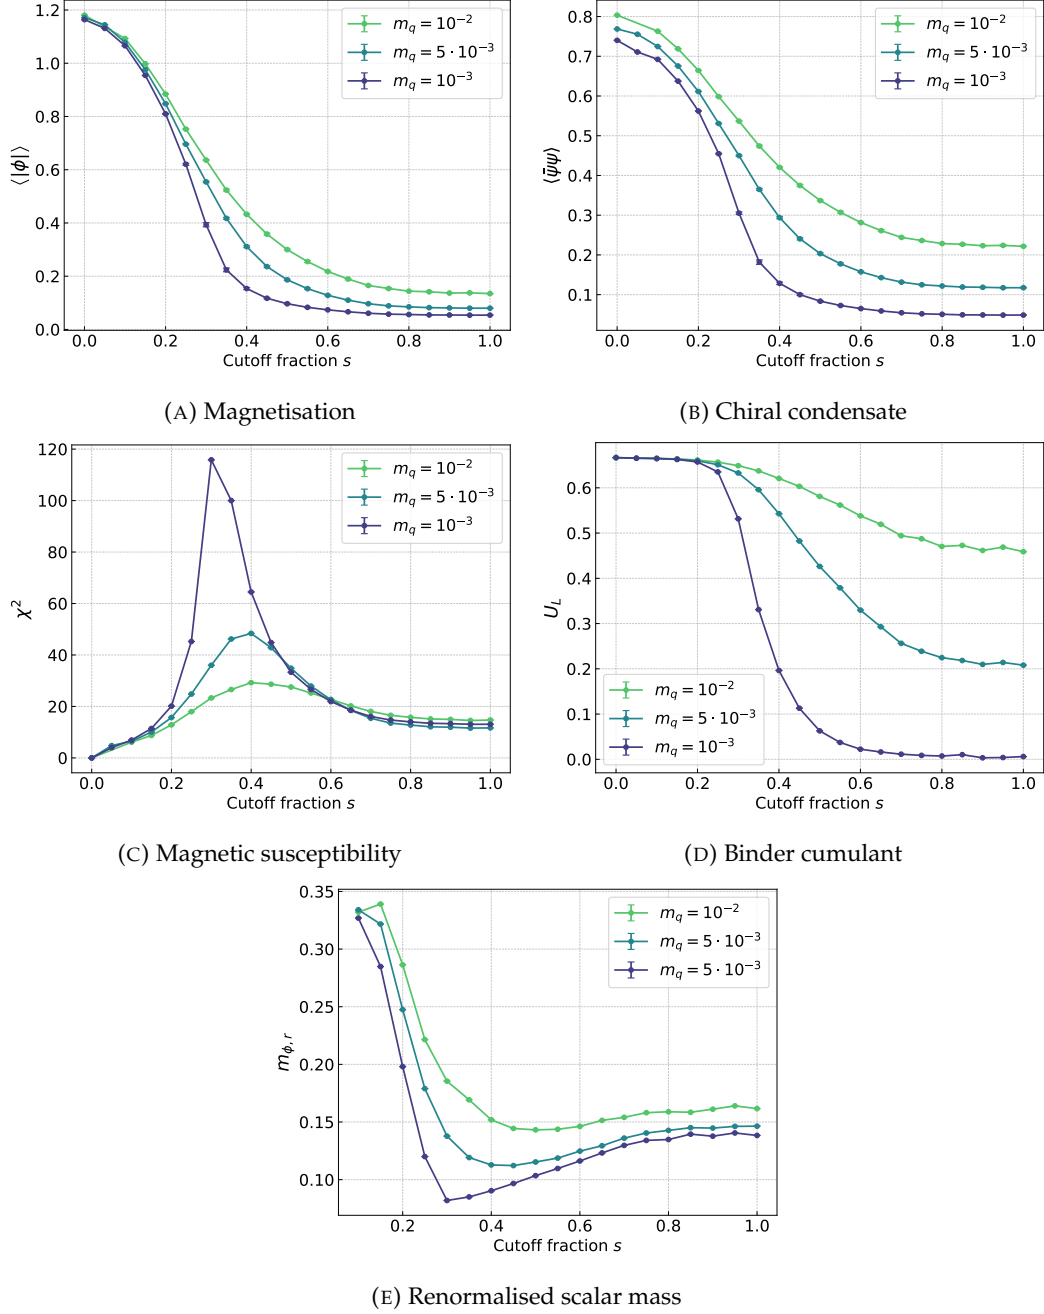 1.2
1.0
0.8
0.6
0.4
0.2
0.0
⟨|ϕ|⟩
m_q = 10^{-2}
m_q = 5 · 10^{-3}
m_q = 10^{-3}
0.0 0.2 0.4 0.6 0.8 1.0
Cutoff fraction s
(A) Magnetisation
0.8
0.7
0.6
0.5
0.4
0.3
0.2
0.1
⟨ψ̄ψ⟩
m_q = 10^{-2}
m_q = 5 · 10^{-3}
m_q = 10^{-3}
0.0 0.2 0.4 0.6 0.8 1.0
Cutoff fraction s
(B) Chiral condensate
120
100
80
60
40
20
0
χ^2
m_q = 10^{-2}
m_q = 5 · 10^{-3}
m_q = 10^{-3}
0.0 0.2 0.4 0.6 0.8 1.0
Cutoff fraction s
(C) Magnetic susceptibility
0.6
0.5
0.4
0.3
0.2
0.1
0.0
U_L
m_q = 10^{-2}
m_q = 5 · 10^{-3}
m_q = 10^{-3}
0.0 0.2 0.4 0.6 0.8 1.0
Cutoff fraction s
(D) Binder cumulant
0.35
0.30
0.25
0.20
0.15
0.10
m_{ϕ,r}
m_q = 10^{-2}
m_q = 5 · 10^{-3}
m_q = 5 · 10^{-3}
0.2 0.4 0.6 0.8 1.0
Cutoff fraction s
(E) Renormalised scalar mass